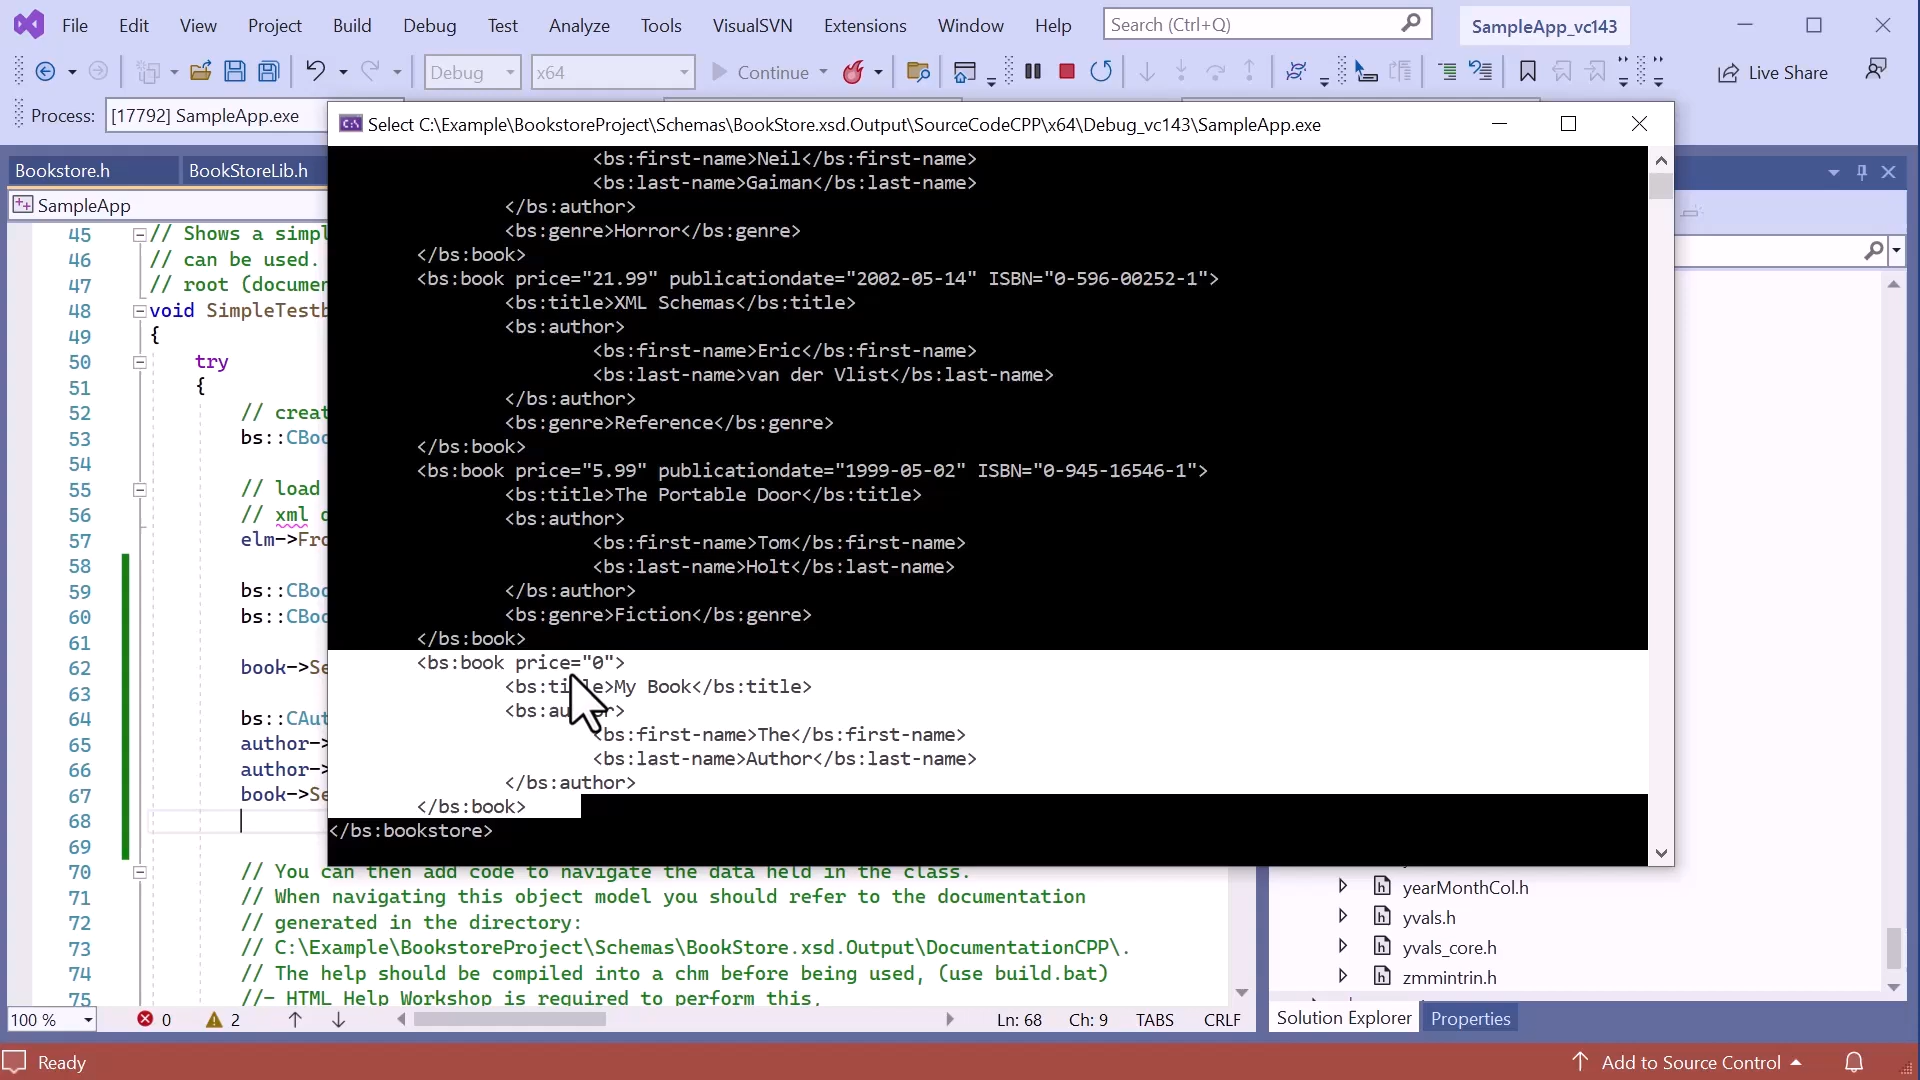 File Edit View Project Build Debug Test Analyze Tools VisualSVN Extensions Window Help Search (Ctrl+Q) SampleApp_vc143
Debug x64 Continue Live Share
Process: [17792] SampleApp.exe
Select C:\Example\BookstoreProject\Schemas\BookStore.xsd.Output\SourceCodeCPP\x64\Debug_vc143\SampleApp.exe
Bookstore.h BookStoreLib.h
SampleApp
<bs:first-name>Neil</bs:first-name>
<bs:last-name>Gaiman</bs:last-name>
</bs:author>
<bs:genre>Horror</bs:genre>
</bs:book>
<bs:book price="21.99" publicationdate="2002-05-14" ISBN="0-596-00252-1">
<bs:title>XML Schemas</bs:title>
<bs:author>
<bs:first-name>Eric</bs:first-name>
<bs:last-name>van der Vlist</bs:last-name>
</bs:author>
<bs:genre>Reference</bs:genre>
</bs:book>
<bs:book price="5.99" publicationdate="1999-05-02" ISBN="0-945-16546-1">
<bs:title>The Portable Door</bs:title>
<bs:author>
<bs:first-name>Tom</bs:first-name>
<bs:last-name>Holt</bs:last-name>
</bs:author>
<bs:genre>Fiction</bs:genre>
</bs:book>
<bs:book price="0">
<bs:title>My Book</bs:title>
<bs:author>
<bs:first-name>The</bs:first-name>
<bs:last-name>Author</bs:last-name>
</bs:author>
</bs:book>
</bs:bookstore>
45 // Shows a simpl
46 // can be used.
47 // root (documen
48 void SimpleTestb
49 {
50 try
51 {
52 // creat
53 bs::CBoo
54
55 // load
56 // xml d
57 elm->Fro
58
59 bs::CBoo
60 bs::CBoo
61
62 book->Se
63
64 bs::CAut
65 author->
66 author->
67 book->Se
68
69
70 // You can then add code to navigate the data held in the class.
71 // When navigating this object model you should refer to the documentation
72 // generated in the directory:
73 // C:\Example\BookstoreProject\Schemas\BookStore.xsd.Output\DocumentationCPP\.
74 // The help should be compiled into a chm before being used, (use build.bat)
75 //- HTML Help Workshop is required to perform this,
yearMonthCol.h
yvals.h
yvals_core.h
zmmintrin.h
100 % 0 2 Ln: 68 Ch: 9 TABS CRLF
Solution Explorer Properties
Ready Add to Source Control